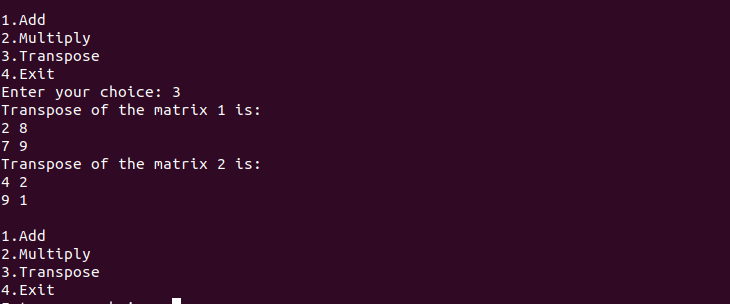 1.Add
2.Multiply
3.Transpose
4.Exit
Enter your choice: 3
Transpose of the matrix 1 is:
2 8
7 9
Transpose of the matrix 2 is:
4 2
9 1
1.Add
2.Multiply
3.Transpose
4.Exit